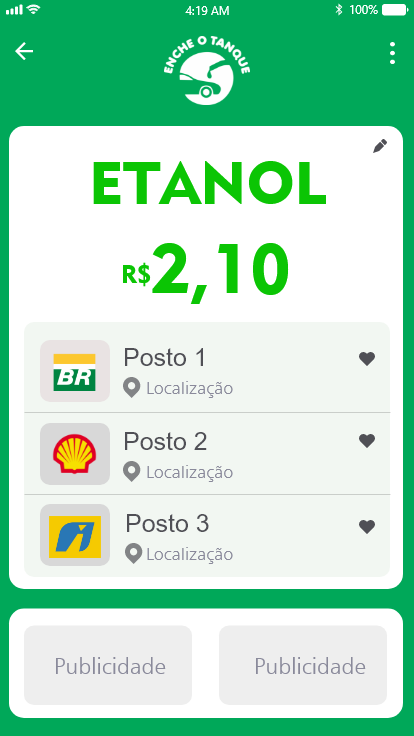 4:19 AM
100%
ENCHE O TANQUE
ETANOL
R$2,10
BR
Posto 1
Localização
Posto 2
Localização
Posto 3
Localização
Publicidade
Publicidade